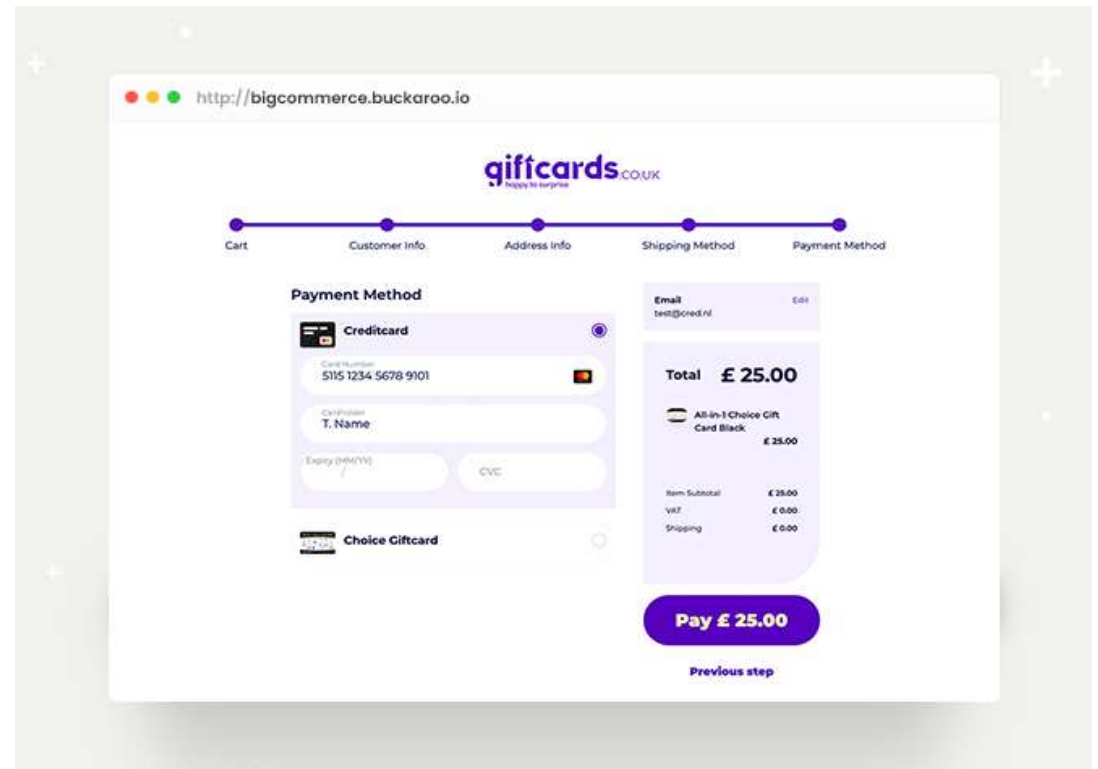 http://bigcommerce.buckaroo.io
giftcards.CO.UK
happy to surprise
Cart
Customer Info
Address Info
Shipping Method
Payment Method
Payment Method
Creditcard
Card Number
5115 1234 5678 9101
Cardholder
T. Name
Expiry (MM/YY)
/
CVC
Choice Giftcard
Email
Edit
test@cred.nl
Total £ 25.00
All-in-1 Choice Gift
Card Black
£ 25.00
Item Subtotal £ 25.00
VAT £ 0.00
Shipping £ 0.00
Pay £ 25.00
Previous step